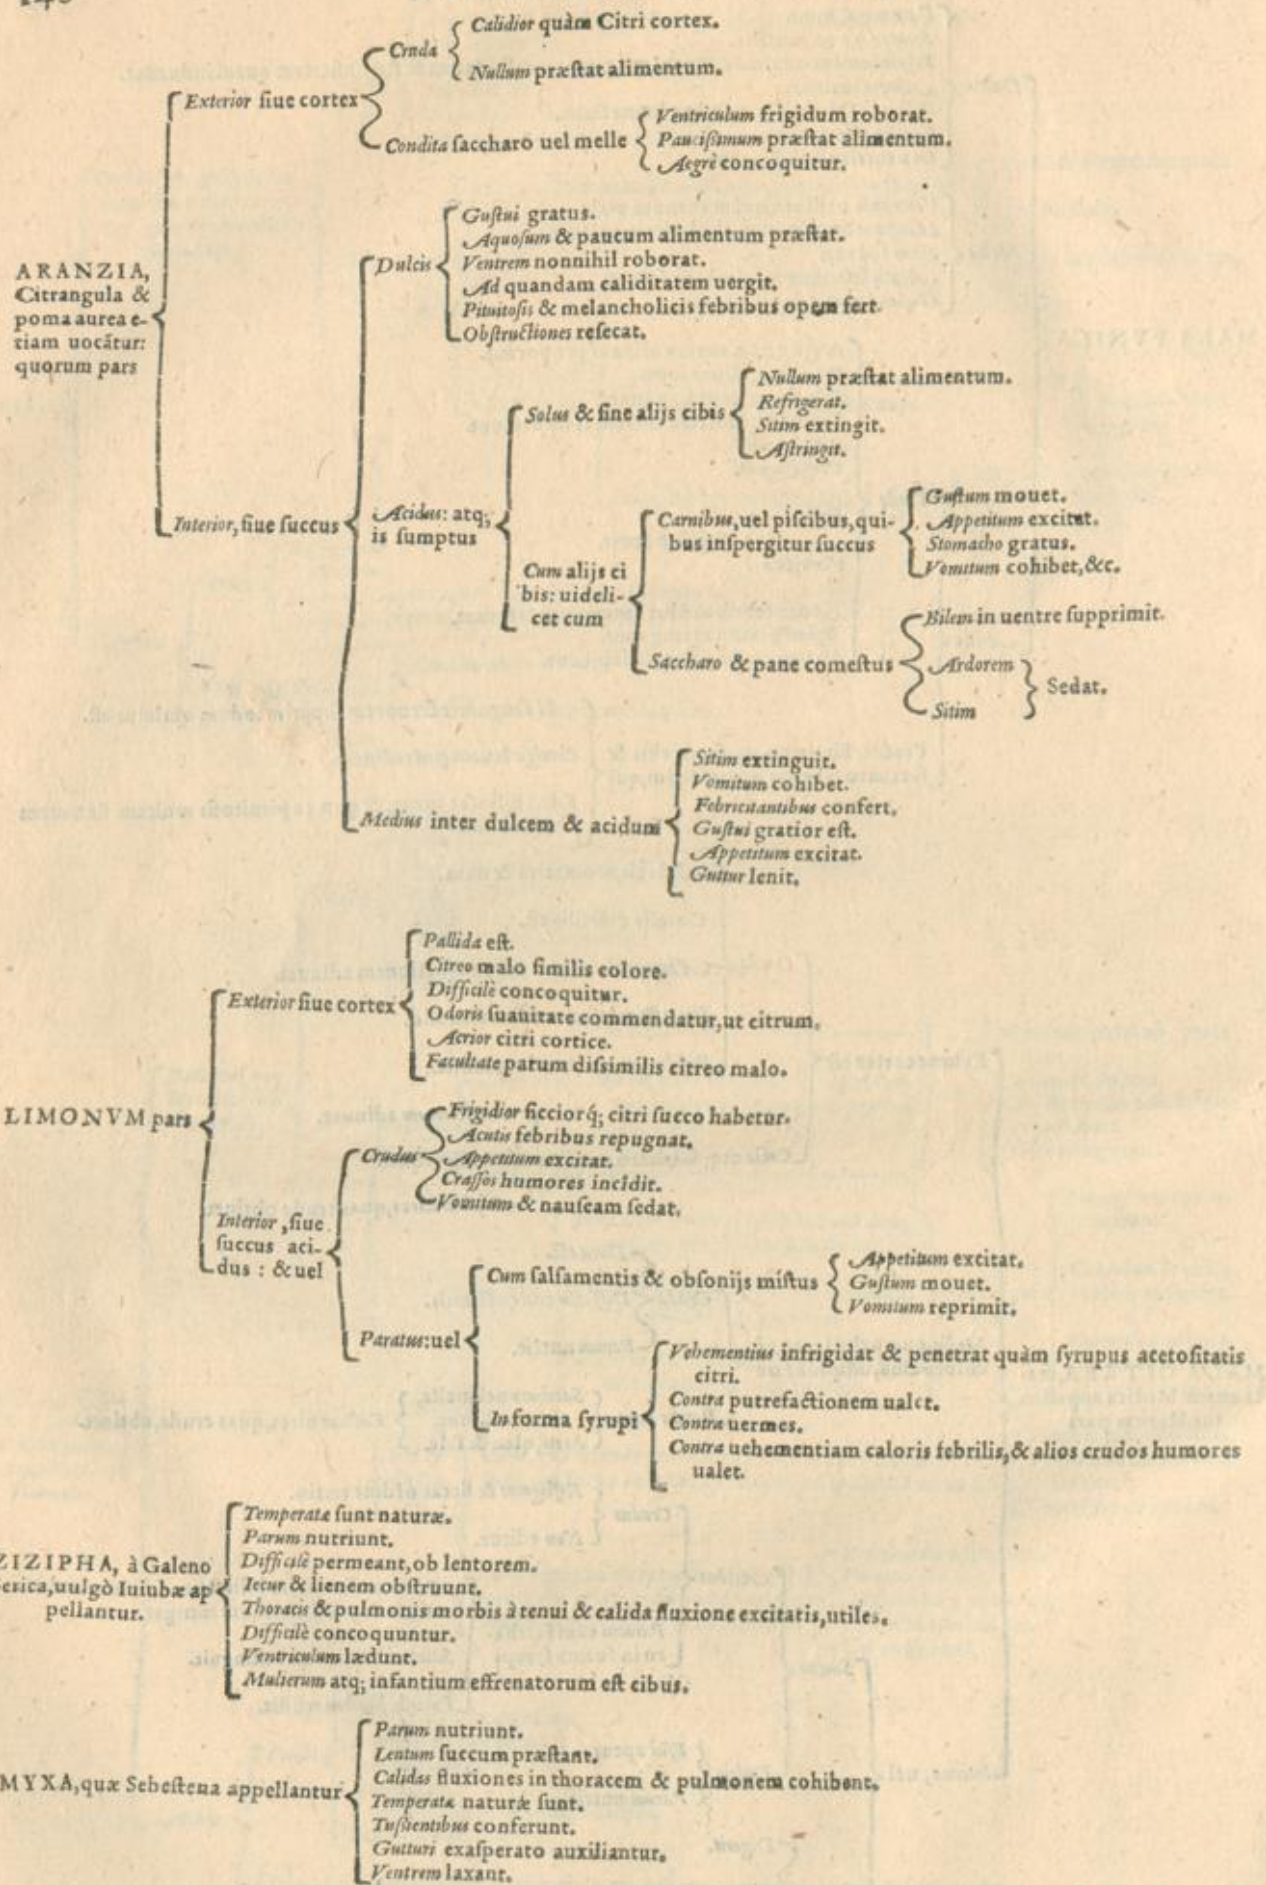 Calidior quàm Citri cortex.
Cruda
Nullum præſtat alimentum.
Exterior ſiue cortex
Ventriculum frigidum roborat.
Condita ſaccharo uel melle
Pauciſsimum præſtat alimentum.
Aegrè concoquitur.
Guſtui gratus.
Aquoſum & paucum alimentum præſtat.
Dulcis
Ventrem nonnihil roborat.
Ad quandam caliditatem uergit.
Pituitoſis & melancholicis febribus opem fert.
Obſtructiones reſecat.
ARANZIA,
Citrangula &
poma aurea e-
tiam uocãtur:
quorum pars
Nullum præſtat alimentum.
Solus & ſine alijs cibis
Refrigerat.
Sitim extingit.
Aſtringit.
Interior, ſiue ſuccus
Acidus: atq;
is ſumptus
Carnibus, uel piſcibus, qui-
bus inſpergitur ſuccus
Guſtum mouet.
Appetitum excitat.
Stomacho gratus.
Vomitum cohibet, &c.
Cum alijs ci
bis: uideli-
cet cum
Bilem in uentre ſupprimit.
Saccharo & pane comeſtus
Ardorem
Sedat.
Sitim
Sitim extinguit.
Vomitum cohibet.
Febricitantibus confert.
Medius inter dulcem & acidum
Guſtui gratior eſt.
Appetitum excitat.
Guttur lenit.
Pallida eſt.
Citreo malo ſimilis colore.
Exterior ſiue cortex
Difficilè concoquitur.
Odoris ſuauitate commendatur, ut citrum.
Acrior citri cortice.
Facultate parum diſsimilis citreo malo.
LIMONVM pars
Frigidior ſicciorq́; citri ſucco habetur.
Acutis febribus repugnat.
Crudus
Appetitum excitat.
Craſſos humores incîdit.
Vomitum & nauſeam ſedat.
Interior, ſiue
ſuccus aci-
dus : & uel
Cum ſalſamentis & obſonijs miſtus
Appetitum excitat.
Guſtum mouet.
Vomitum reprimit.
Paratus: uel
Vehementius infrigidat & penetrat quàm ſyrupus acetoſitatis
citri.
Contra putrefactionem ualet.
In forma ſyrupi
Contra uermes.
Contra uehementiam caloris febrilis, & alios crudos humores
ualet.
ZIZIPHA, à Galeno
erica, uulgò Iuiubæ ap
pellantur.
Temperatæ ſunt naturæ.
Parum nutriunt.
Difficilè permeant, ob lentorem.
Iecur & lienem obſtruunt.
Thoracis & pulmonis morbis à tenui & calida fluxione excitatis, utiles.
Difficilè concoquuntur.
Ventriculum lædunt.
Mulierum atq; infantium effrenatorum eſt cibus.
MYXA, quæ Sebeſtena appellantur
Parum nutriunt.
Lentum ſuccum præſtant.
Calidas fluxiones in thoracem & pulmonem cohibent.
Temperatæ naturæ ſunt.
Tuſsientibus conferunt.
Gutturi exaſperato auxiliantur.
Ventrem laxant.